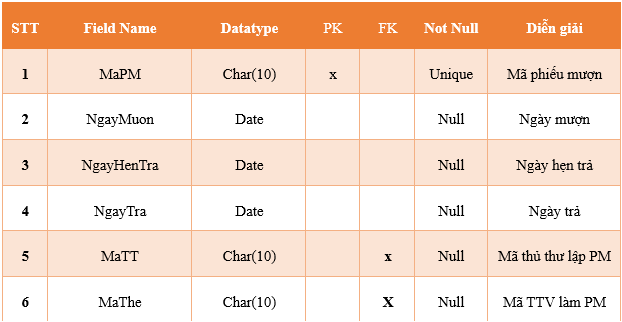 STT Field Name Datatype PK FK Not Null Diễn giải
1 MaPM Char(10) x Unique Mã phiếu mượn
2 NgayMuon Date Null Ngày mượn
3 NgayHenTra Date Null Ngày hẹn trả
4 NgayTra Date Null Ngày trả
5 MaTT Char(10) x Null Mã thủ thư lập PM
6 MaThe Char(10) X Null Mã TTV làm PM